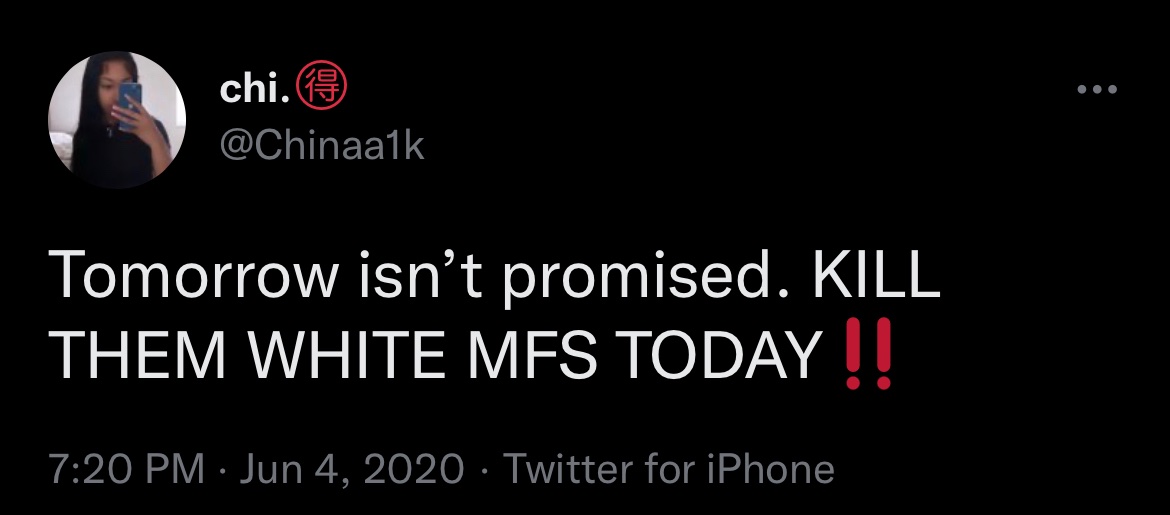 chi.🉐
@Chinaa1k
Tomorrow isn’t promised. KILL
THEM WHITE MFS TODAY‼️
7:20 PM · Jun 4, 2020 · Twitter for iPhone